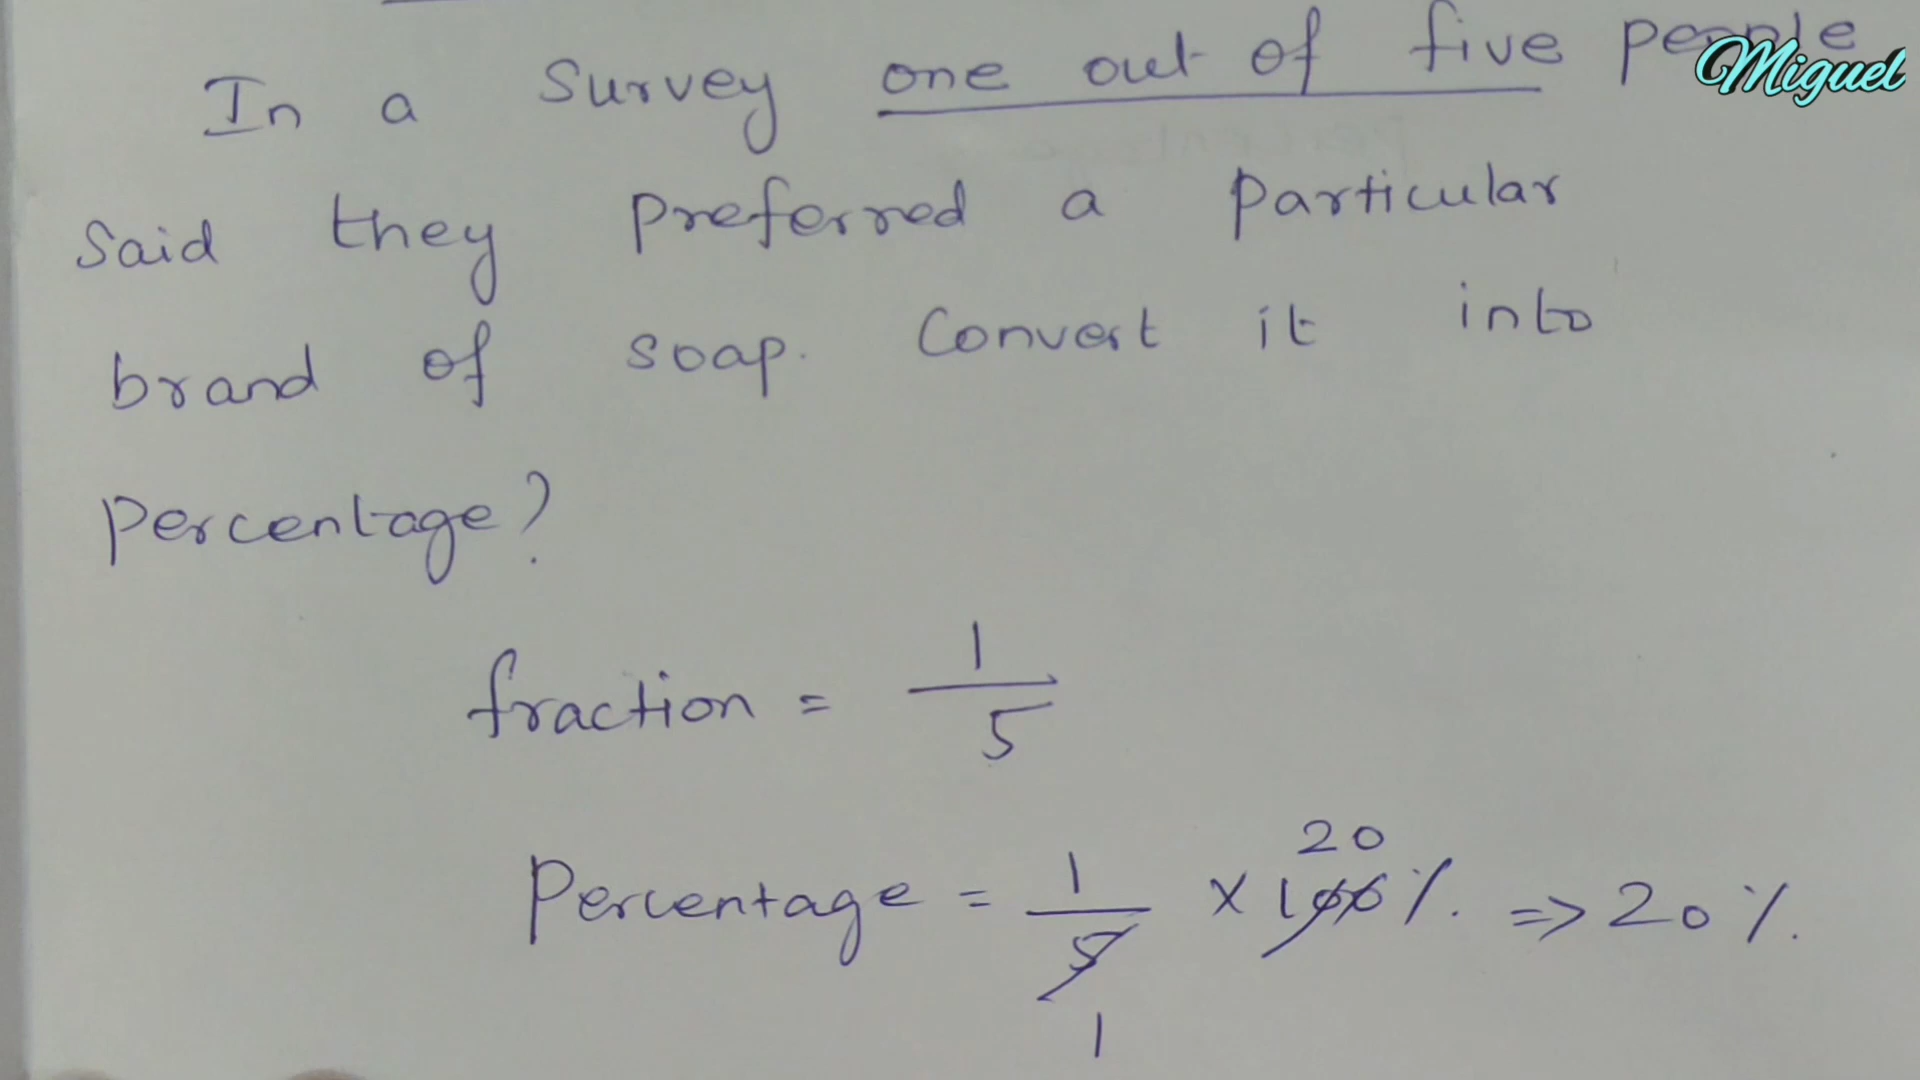 In a Survey one out of five people
Miguel
Said they preferred a particular
brand of soap. Convert it into
Percentage?
fraction = 1/5
20
Percentage = 1/5 x 100%. => 20%.
1